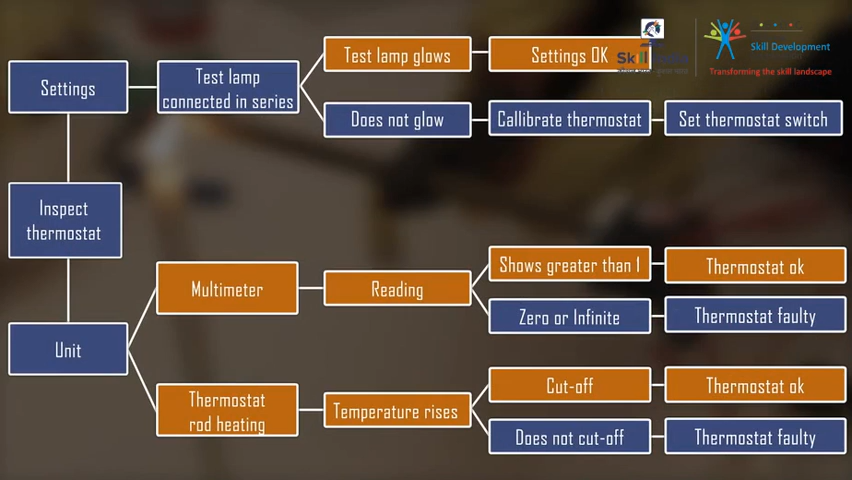 Settings
Test lamp
connected in series
Test lamp glows
Settings OK
Skill Development
Transforming the skill landscape
Does not glow
Callibrate thermostat
Set thermostat switch
Inspect
thermostat
Unit
Multimeter
Reading
Shows greater than 1
Thermostat ok
Zero or Infinite
Thermostat faulty
Thermostat
rod heating
Temperature rises
Cut-off
Thermostat ok
Does not cut-off
Thermostat faulty